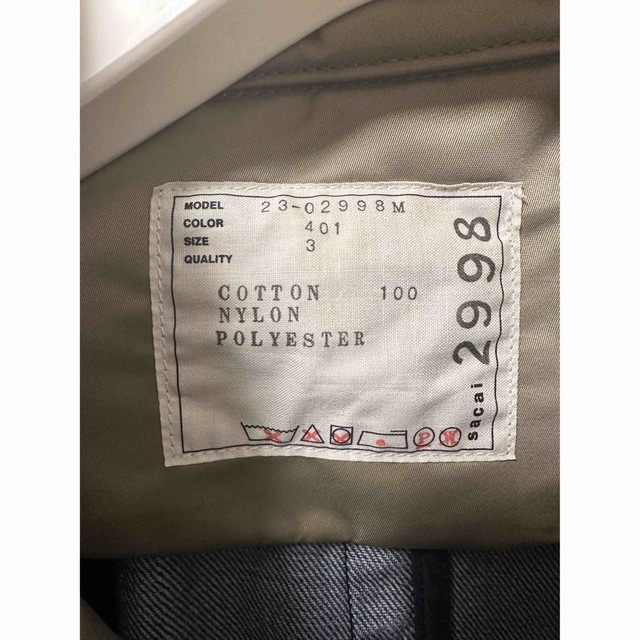 MODEL 23-02998M
COLOR 401
SIZE 3
QUALITY
COTTON 100
NYLON
POLYESTER
P W
sacai 2998